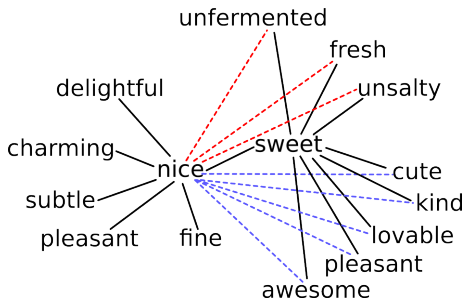 unfermented
fresh
delightful
unsalty
charming
sweet
nice
cute
subtle
kind
pleasant
fine
lovable
pleasant
awesome